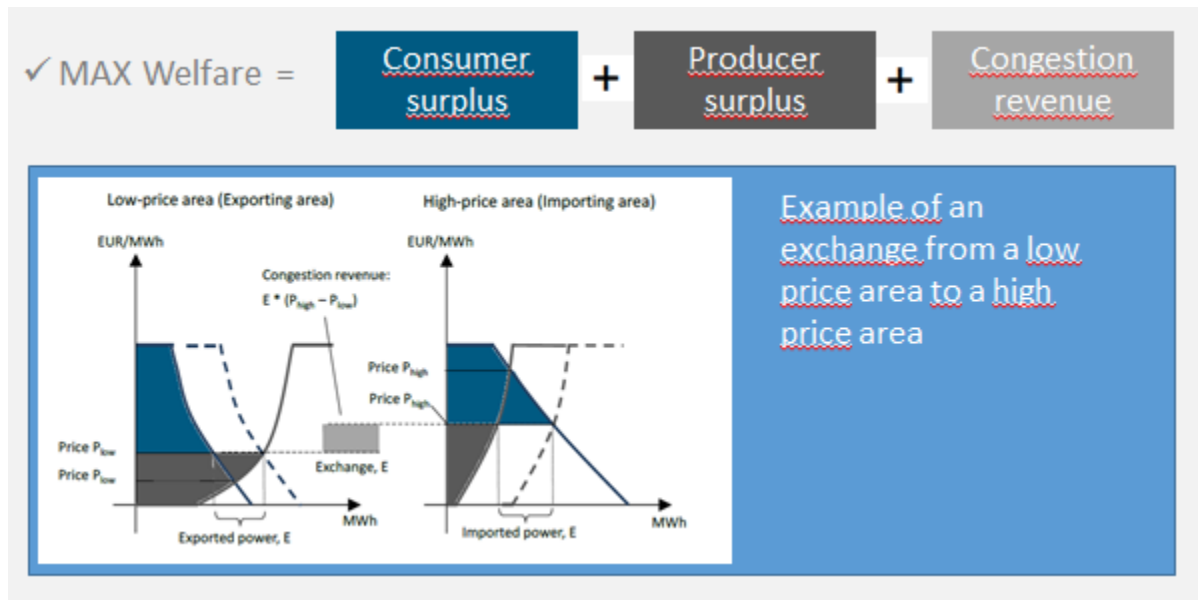 ✓ MAX Welfare =
Consumer
surplus
+
Producer
surplus
+
Congestion
revenue
Low-price area (Exporting area)
High-price area (Importing area)
EUR/MWh
EUR/MWh
Congestion revenue:
E * (Phigh – Plow)
Price Phigh
Price Phigh
Price Plow
Price Plow
Exchange, E
MWh
MWh
Exported power, E
Imported power, E
Example of an
exchange from a low
price area to a high
price area